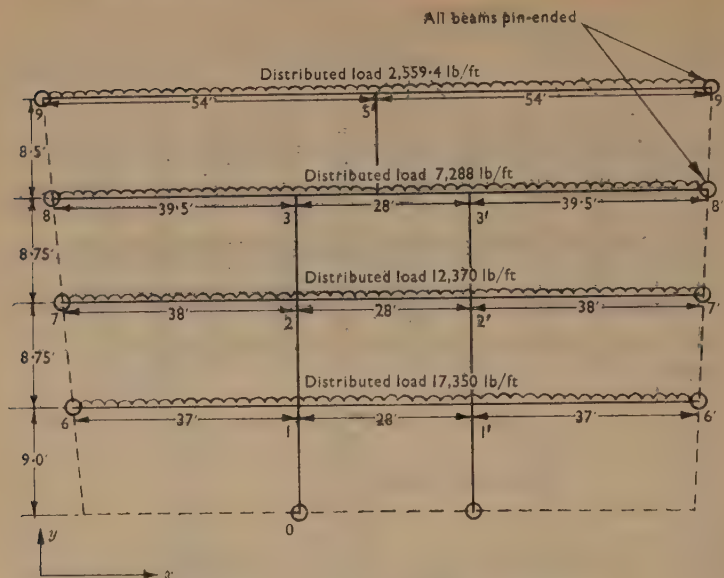 All beams pin-ended
Distributed load 2,559·4 lb/ft
9 54' 5 54' 9'
8·5'
Distributed load 7,288 lb/ft
8 39·5' 3 28' 3' 39·5' 8'
8·75'
Distributed load 12,370 lb/ft
7 38' 2 28' 2' 38' 7'
8·75'
Distributed load 17,350 lb/ft
6 37' 1 28' 1' 37' 6'
9·0'
0
y
x